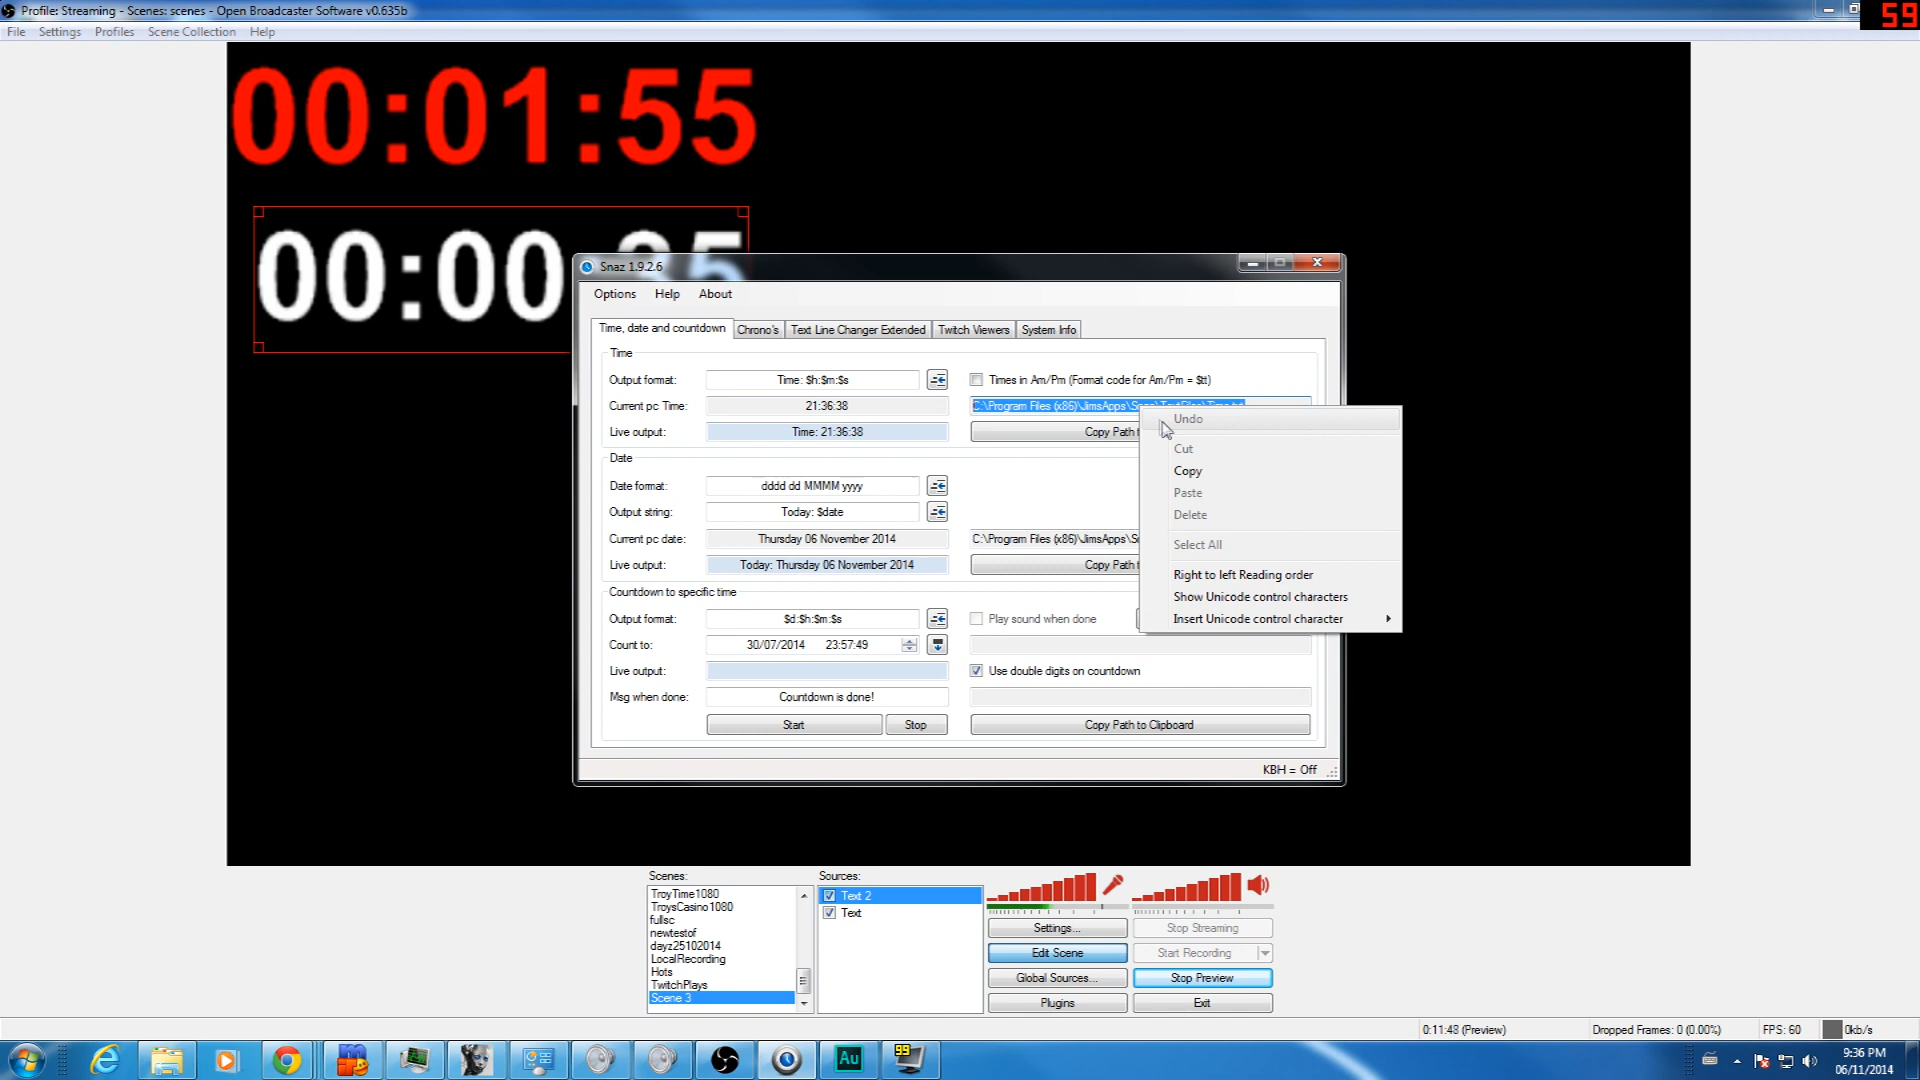 Profile: Streaming - Scenes: scenes - Open Broadcaster Software v0.635b
59
File Settings Profiles Scene Collection Help
00:01:55
00:00
Snaz 1.9.2.6
Options Help About
Time, date and countdown Chrono's Text Line Changer Extended Twitch Viewers System Info
Time
Output format: Time: $h:$m:$s Times in Am/Pm (Format code for Am/Pm = $tt)
Current pc Time: 21:36:38 C:\Program Files (x86)\JimsApps\
Live output: Time: 21:36:38 Copy Path
Undo
Cut
Copy
Paste
Delete
Select All
Right to left Reading order
Show Unicode control characters
Insert Unicode control character
Date
Date format: dddd dd MMMM yyyy
Output string: Today: $date
Current pc date: Thursday 06 November 2014 C:\Program Files (x86)\JimsApps\S
Live output: Today: Thursday 06 November 2014 Copy Path
Countdown to specific time
Output format: $d:$h:$m:$s Play sound when done
Count to: 30/07/2014 23:57:49
Live output: Use double digits on countdown
Msg when done: Countdown is done!
Start Stop Copy Path to Clipboard
KBH = Off
Scenes: Sources:
TroyTime1080
TroysCasino1080
fullsc
newtestof
dayz25102014
LocalRecording
Hots
TwitchPlays
Scene 3
Text 2
Text
Settings... Stop Streaming
Edit Scene Start Recording
Global Sources... Stop Preview
Plugins Exit
0:11:48 (Preview) Dropped Frames: 0 (0.00%) FPS: 60 0kb/s
Au
99
9:36 PM
06/11/2014